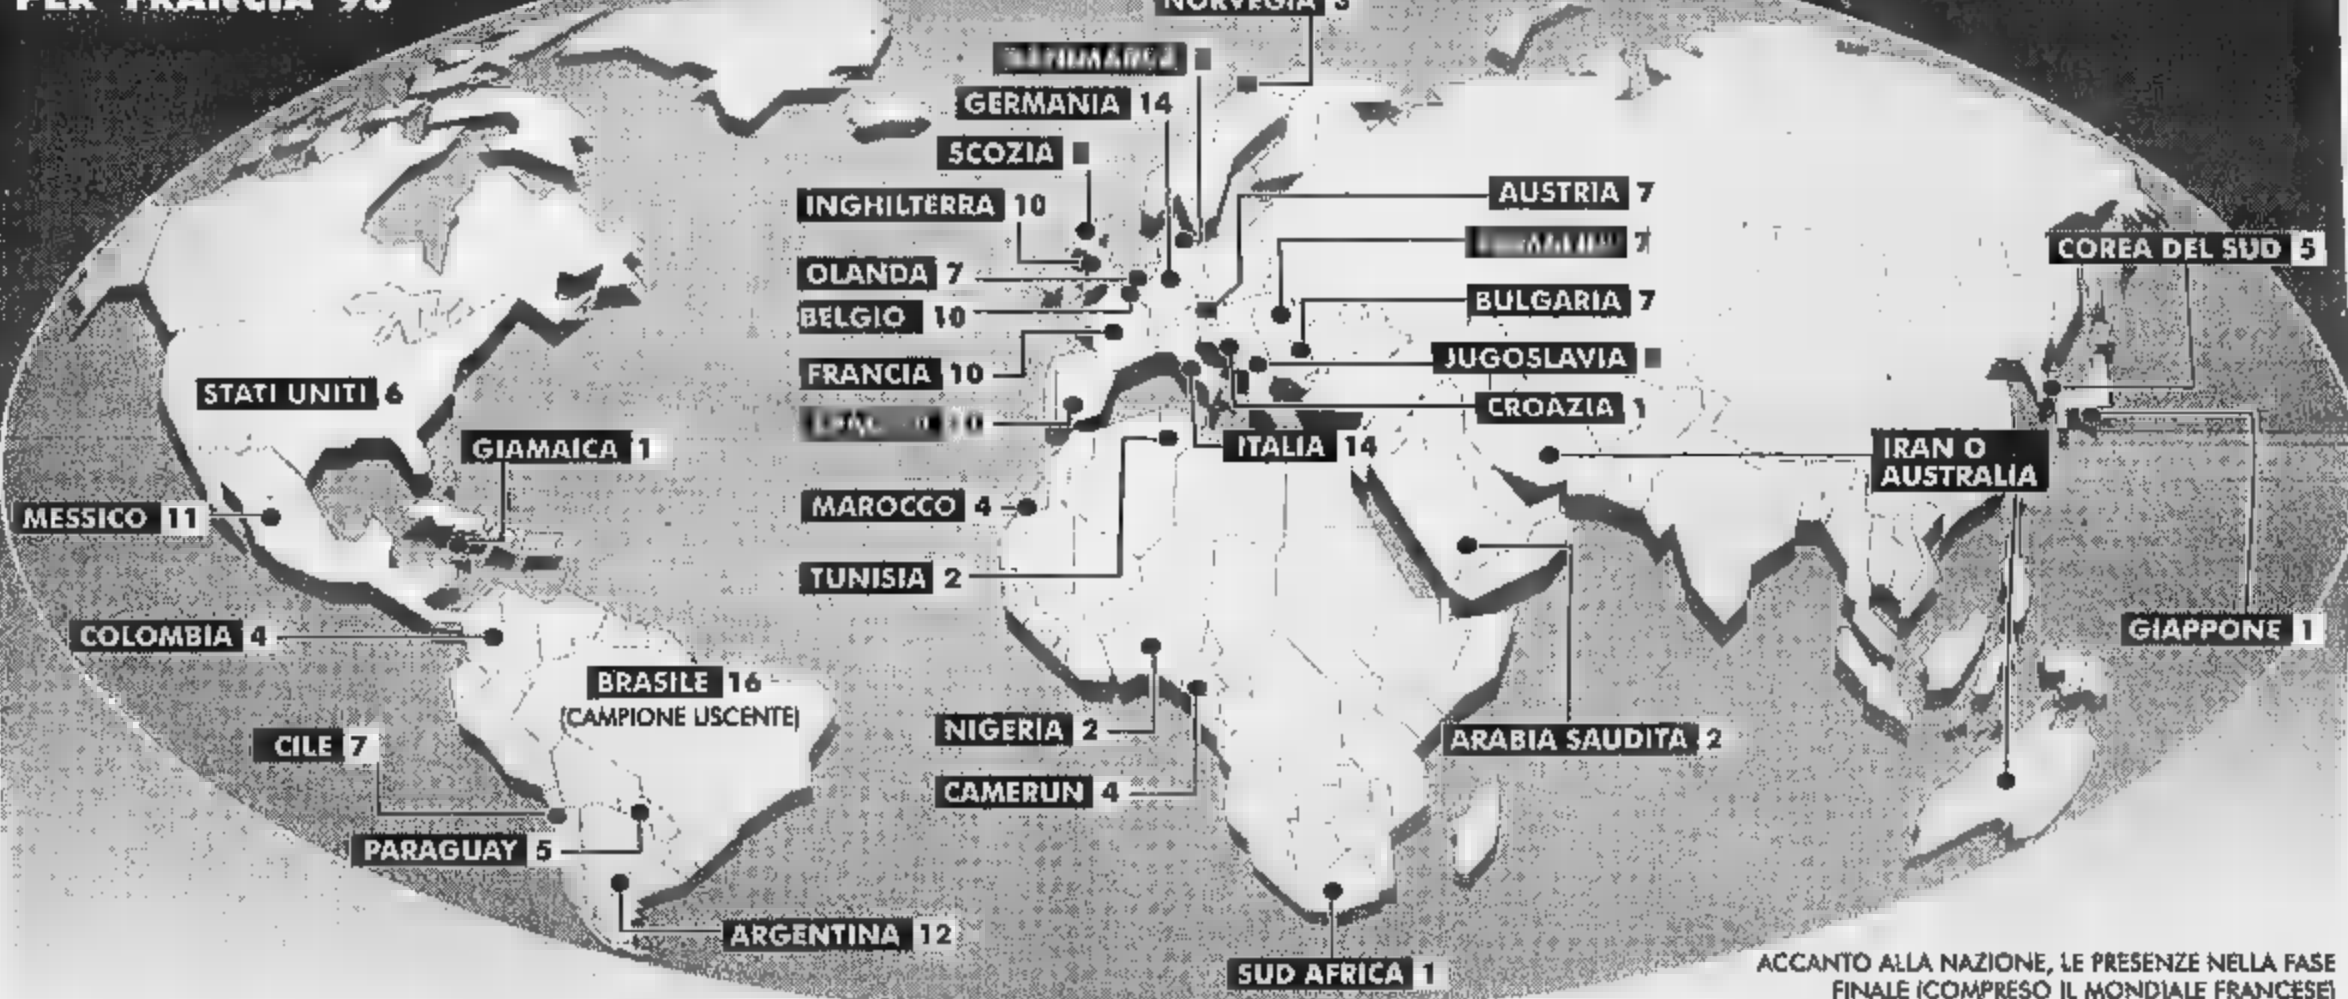 PER FRANCIA 98
NORVEGIA 3
GERMANIA 14
SCOZIA
INGHILTERRA 10
AUSTRIA 7
7
COREA DEL SUD 5
OLANDA 7
BELGIO 10
BULGARIA 7
JUGOSLAVIA
FRANCIA 10
STATI UNITI 6
CROAZIA 1
GIAMAICA 1
ITALIA 14
IRAN O
AUSTRALIA
MESSICO 11
MAROCCO 4
TUNISIA 2
COLOMBIA 4
GIAPPONE 1
BRASILE 16
(CAMPIONE USCENTE)
NIGERIA 2
CILE 7
ARABIA SAUDITA 2
CAMERUN 4
PARAGUAY 5
ARGENTINA 12
SUD AFRICA 1
ACCANTO ALLA NAZIONE, LE PRESENZE NELLA FASE
FINALE (COMPRESO IL MONDIALE FRANCESE)